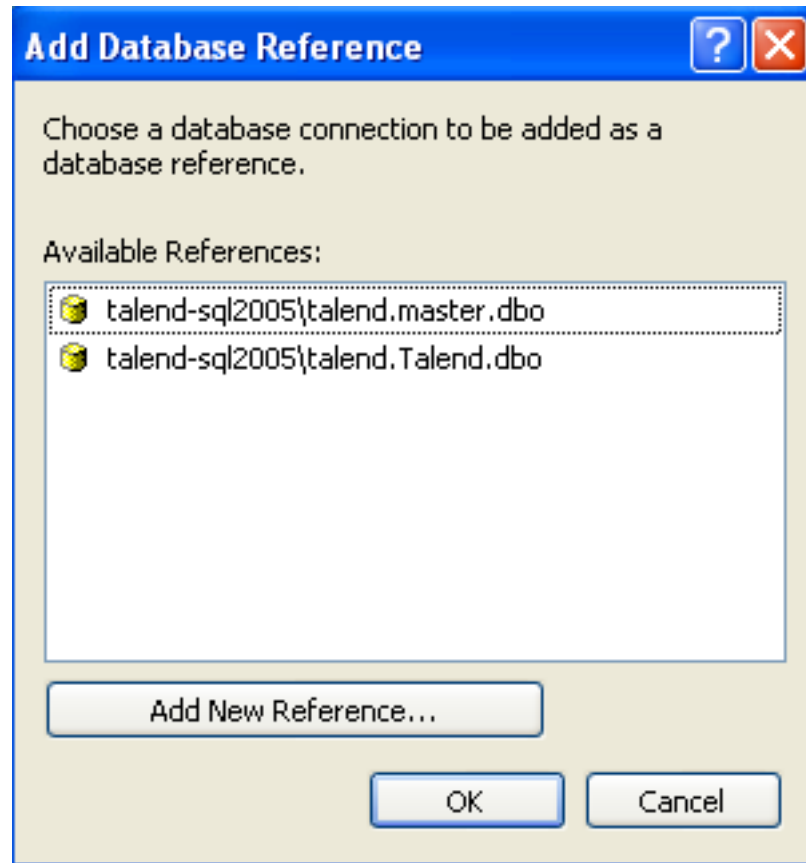 Add Database Reference
Choose a database connection to be added as a
database reference.
Available References:
talend-sql2005\talend.master.dbo
talend-sql2005\talend.Talend.dbo
Add New Reference...
OK
Cancel